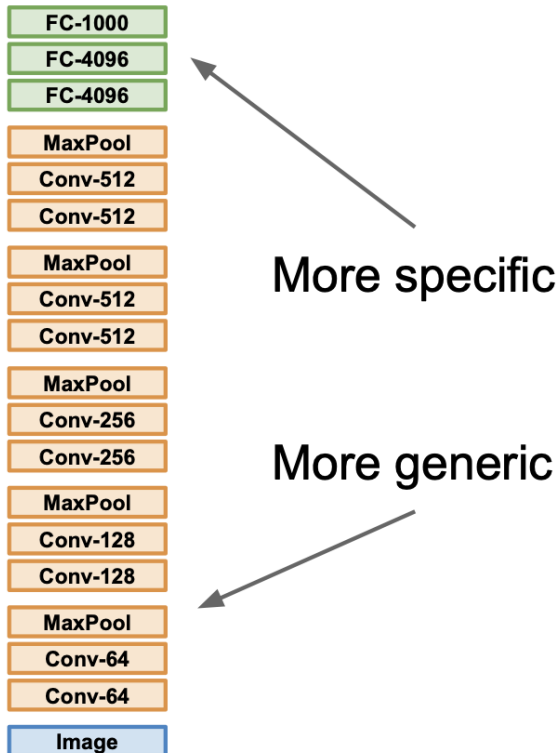 FC-1000
FC-4096
FC-4096
MaxPool
Conv-512
Conv-512
MaxPool
Conv-512
Conv-512
MaxPool
Conv-256
Conv-256
MaxPool
Conv-128
Conv-128
MaxPool
Conv-64
Conv-64
Image
More specific
More generic